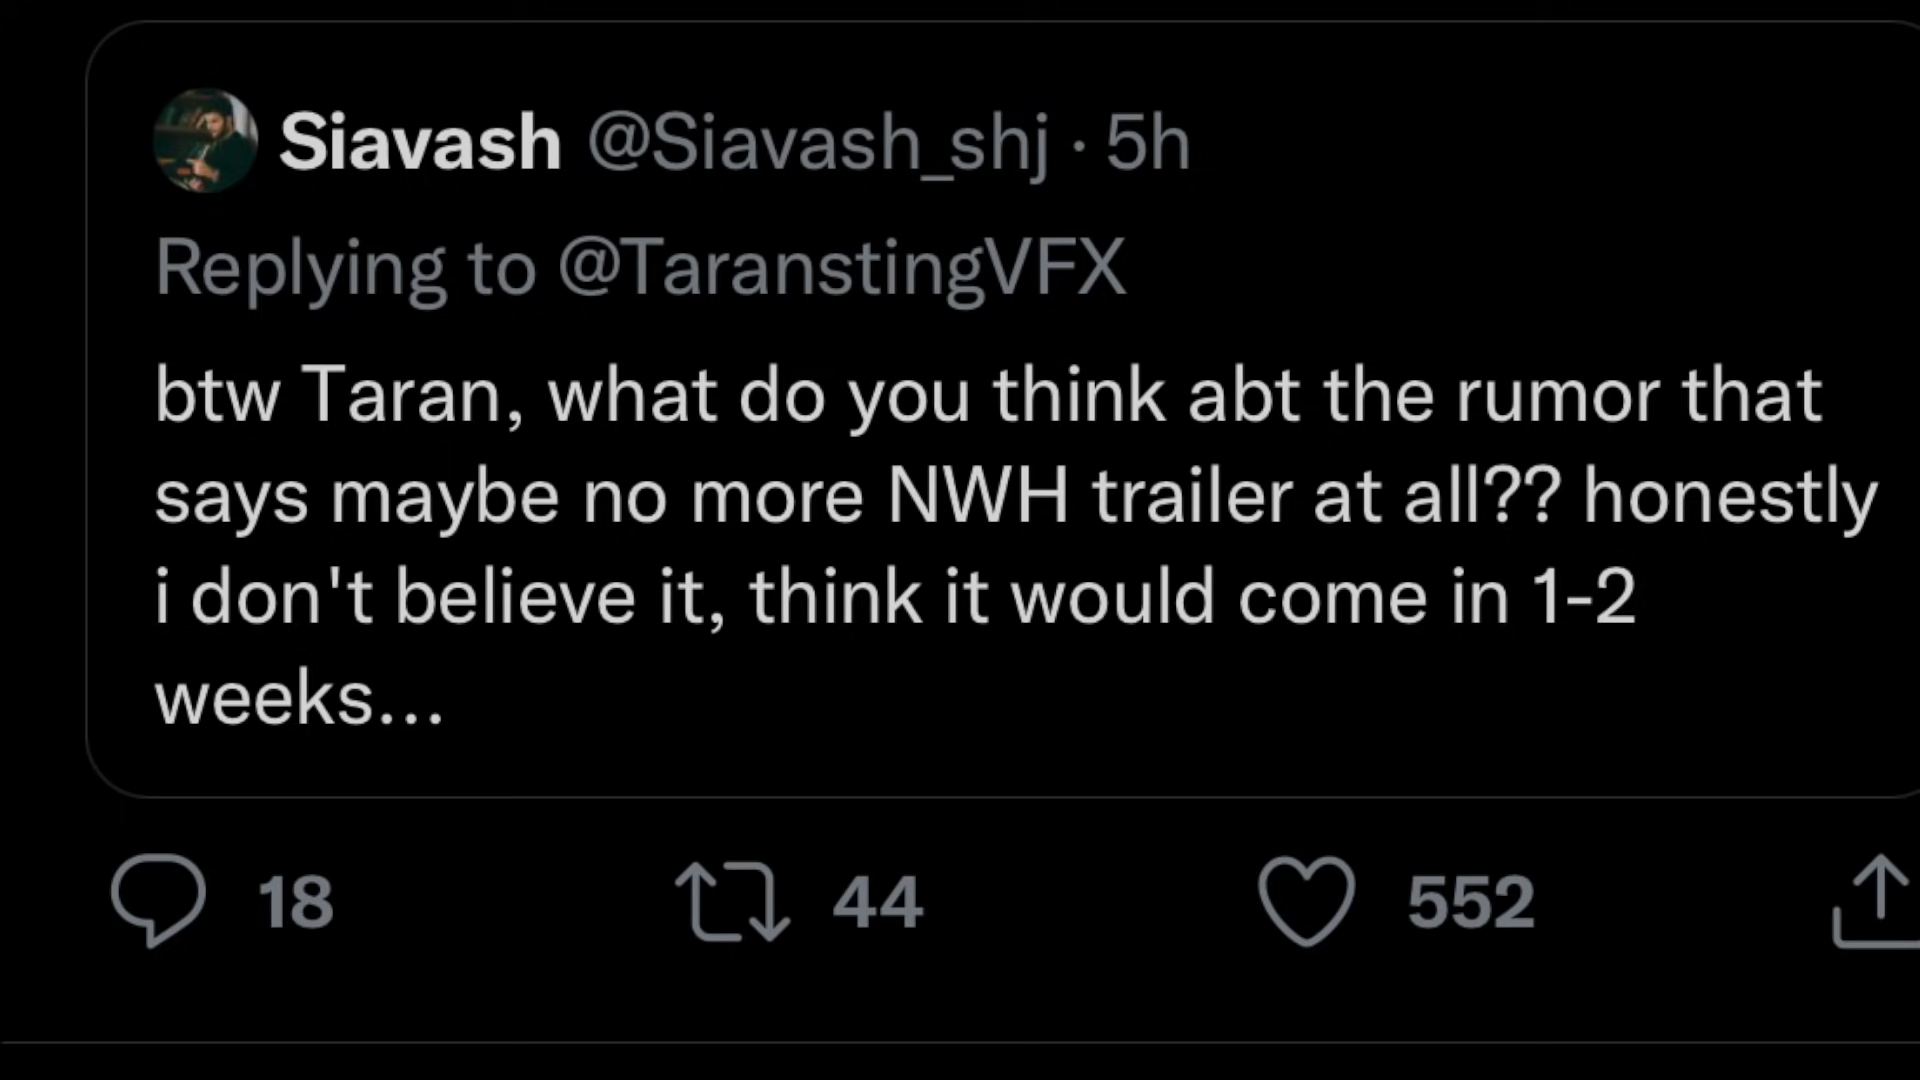 Siavash @Siavash_shj · 5h
Replying to @TaranstingVFX
btw Taran, what do you think abt the rumor that
says maybe no more NWH trailer at all?? honestly
i don't believe it, think it would come in 1-2
weeks...
18 44 552